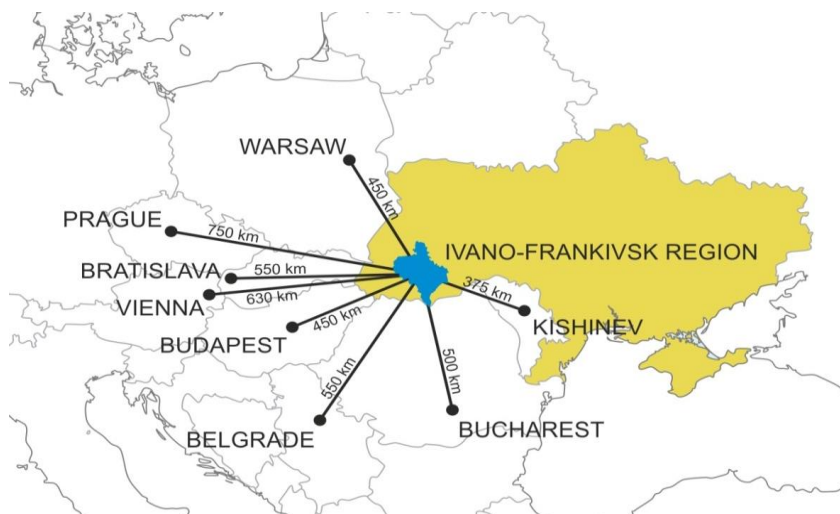 WARSAW
450 km
PRAGUE
750 km
IVANO-FRANKIVSK REGION
BRATISLAVA
550 km
375 km
VIENNA
630 km
KISHINEV
BUDAPEST
450 km
550 km
500 km
BELGRADE
BUCHAREST